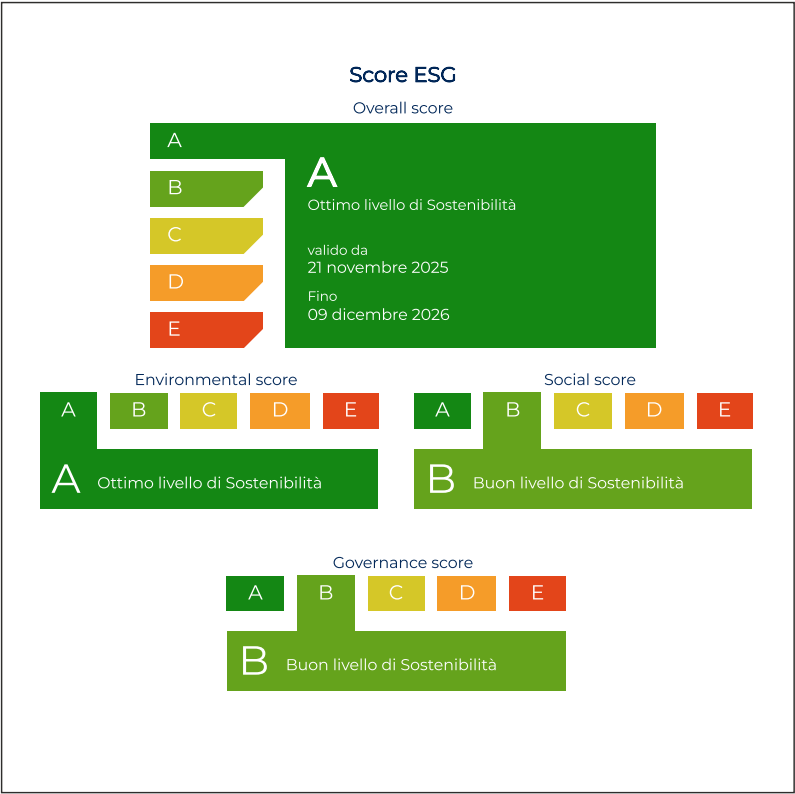 Score ESG
Overall score
A
B
C
D
E
A
Ottimo livello di Sostenibilità
valido da
21 novembre 2025
Fino
09 dicembre 2026
Environmental score
A B C D E
A Ottimo livello di Sostenibilità
Social score
A B C D E
B Buon livello di Sostenibilità
Governance score
A B C D E
B Buon livello di Sostenibilità